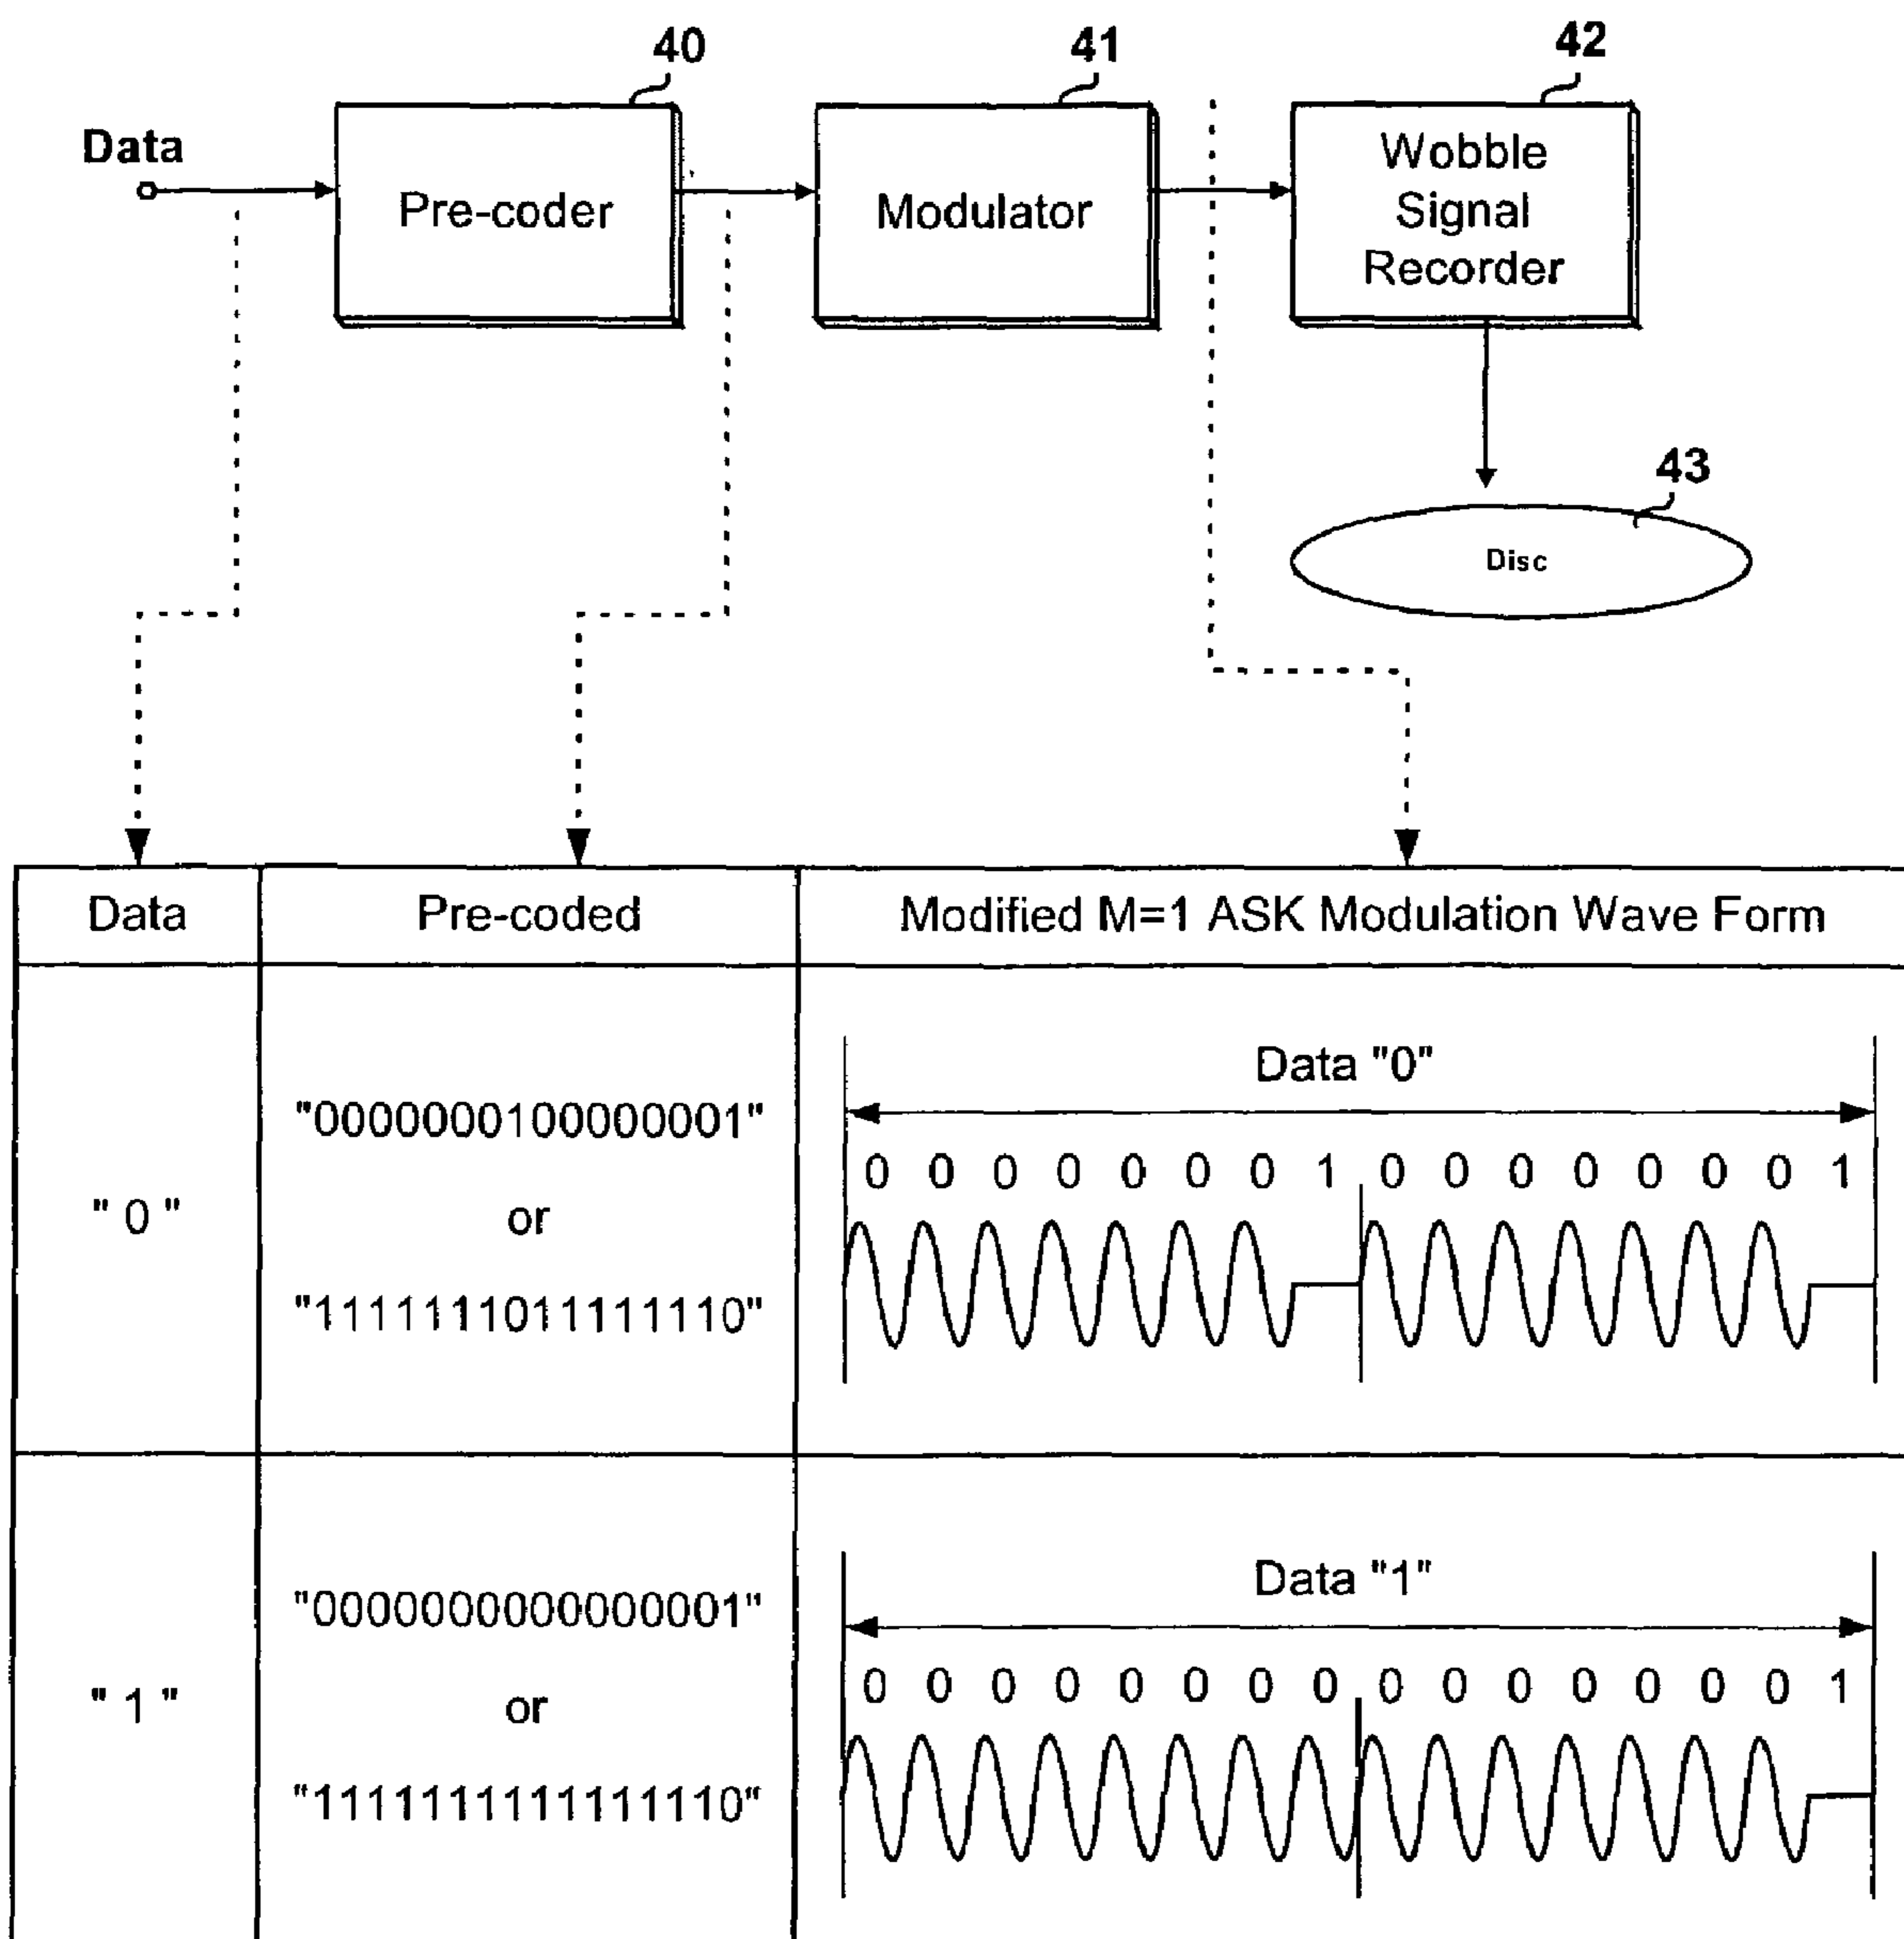 40
41
42
Data
Pre-coder
Modulator
Wobble
Signal
Recorder
43
Disc
Data
Pre-coded
Modified M=1 ASK Modulation Wave Form
" 0 "
"0000000100000001"
or
"1111111011111110"
Data "0"
0 0 0 0 0 0 0 1 0 0 0 0 0 0 0 1
" 1 "
"0000000000000001"
or
"1111111111111110"
Data "1"
0 0 0 0 0 0 0 0 0 0 0 0 0 0 0 1